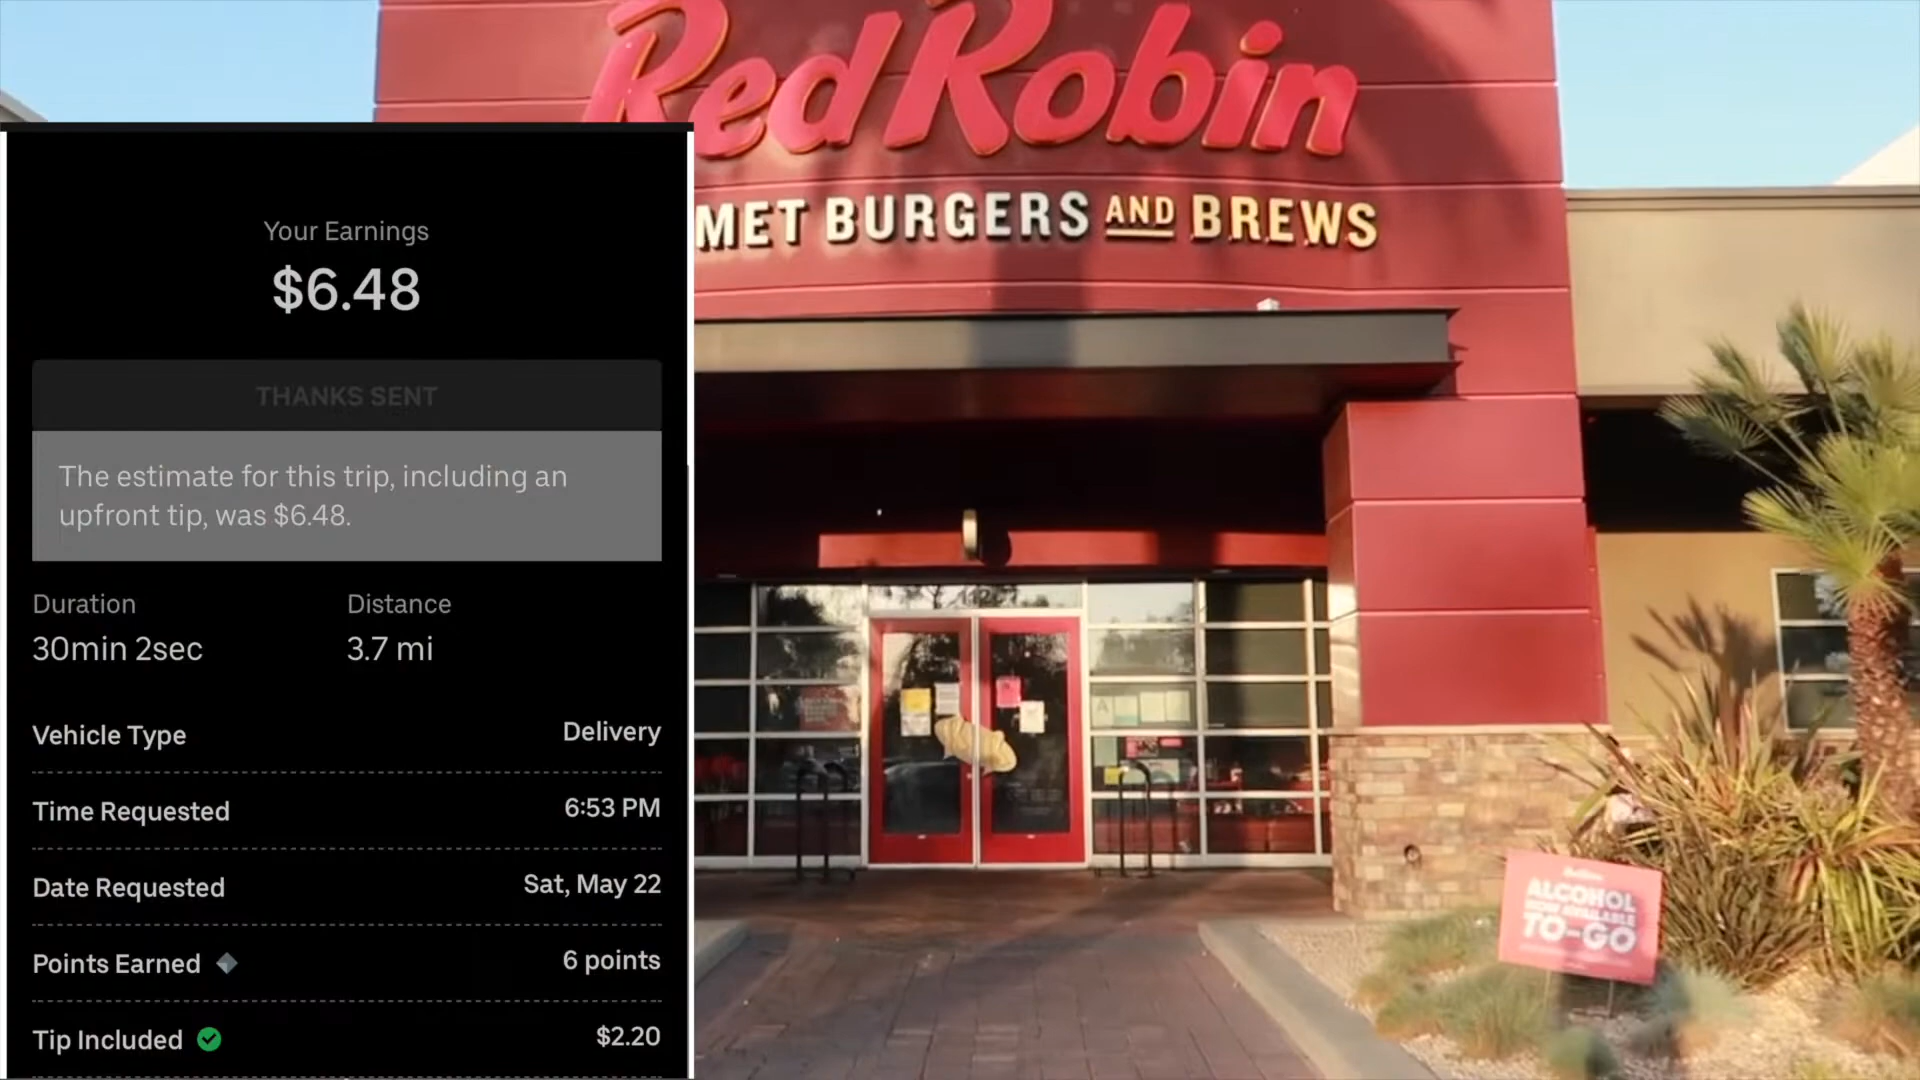 Red Robin
MET BURGERS AND BREWS
Your Earnings
$6.48
THANKS SENT
The estimate for this trip, including an
upfront tip, was $6.48.
Duration
Distance
30min 2sec
3.7 mi
Vehicle Type
Delivery
Time Requested
6:53 PM
Date Requested
Sat, May 22
Points Earned
6 points
Tip Included
$2.20
A
ALCOHOL
NOW AVAILABLE
TO-GO